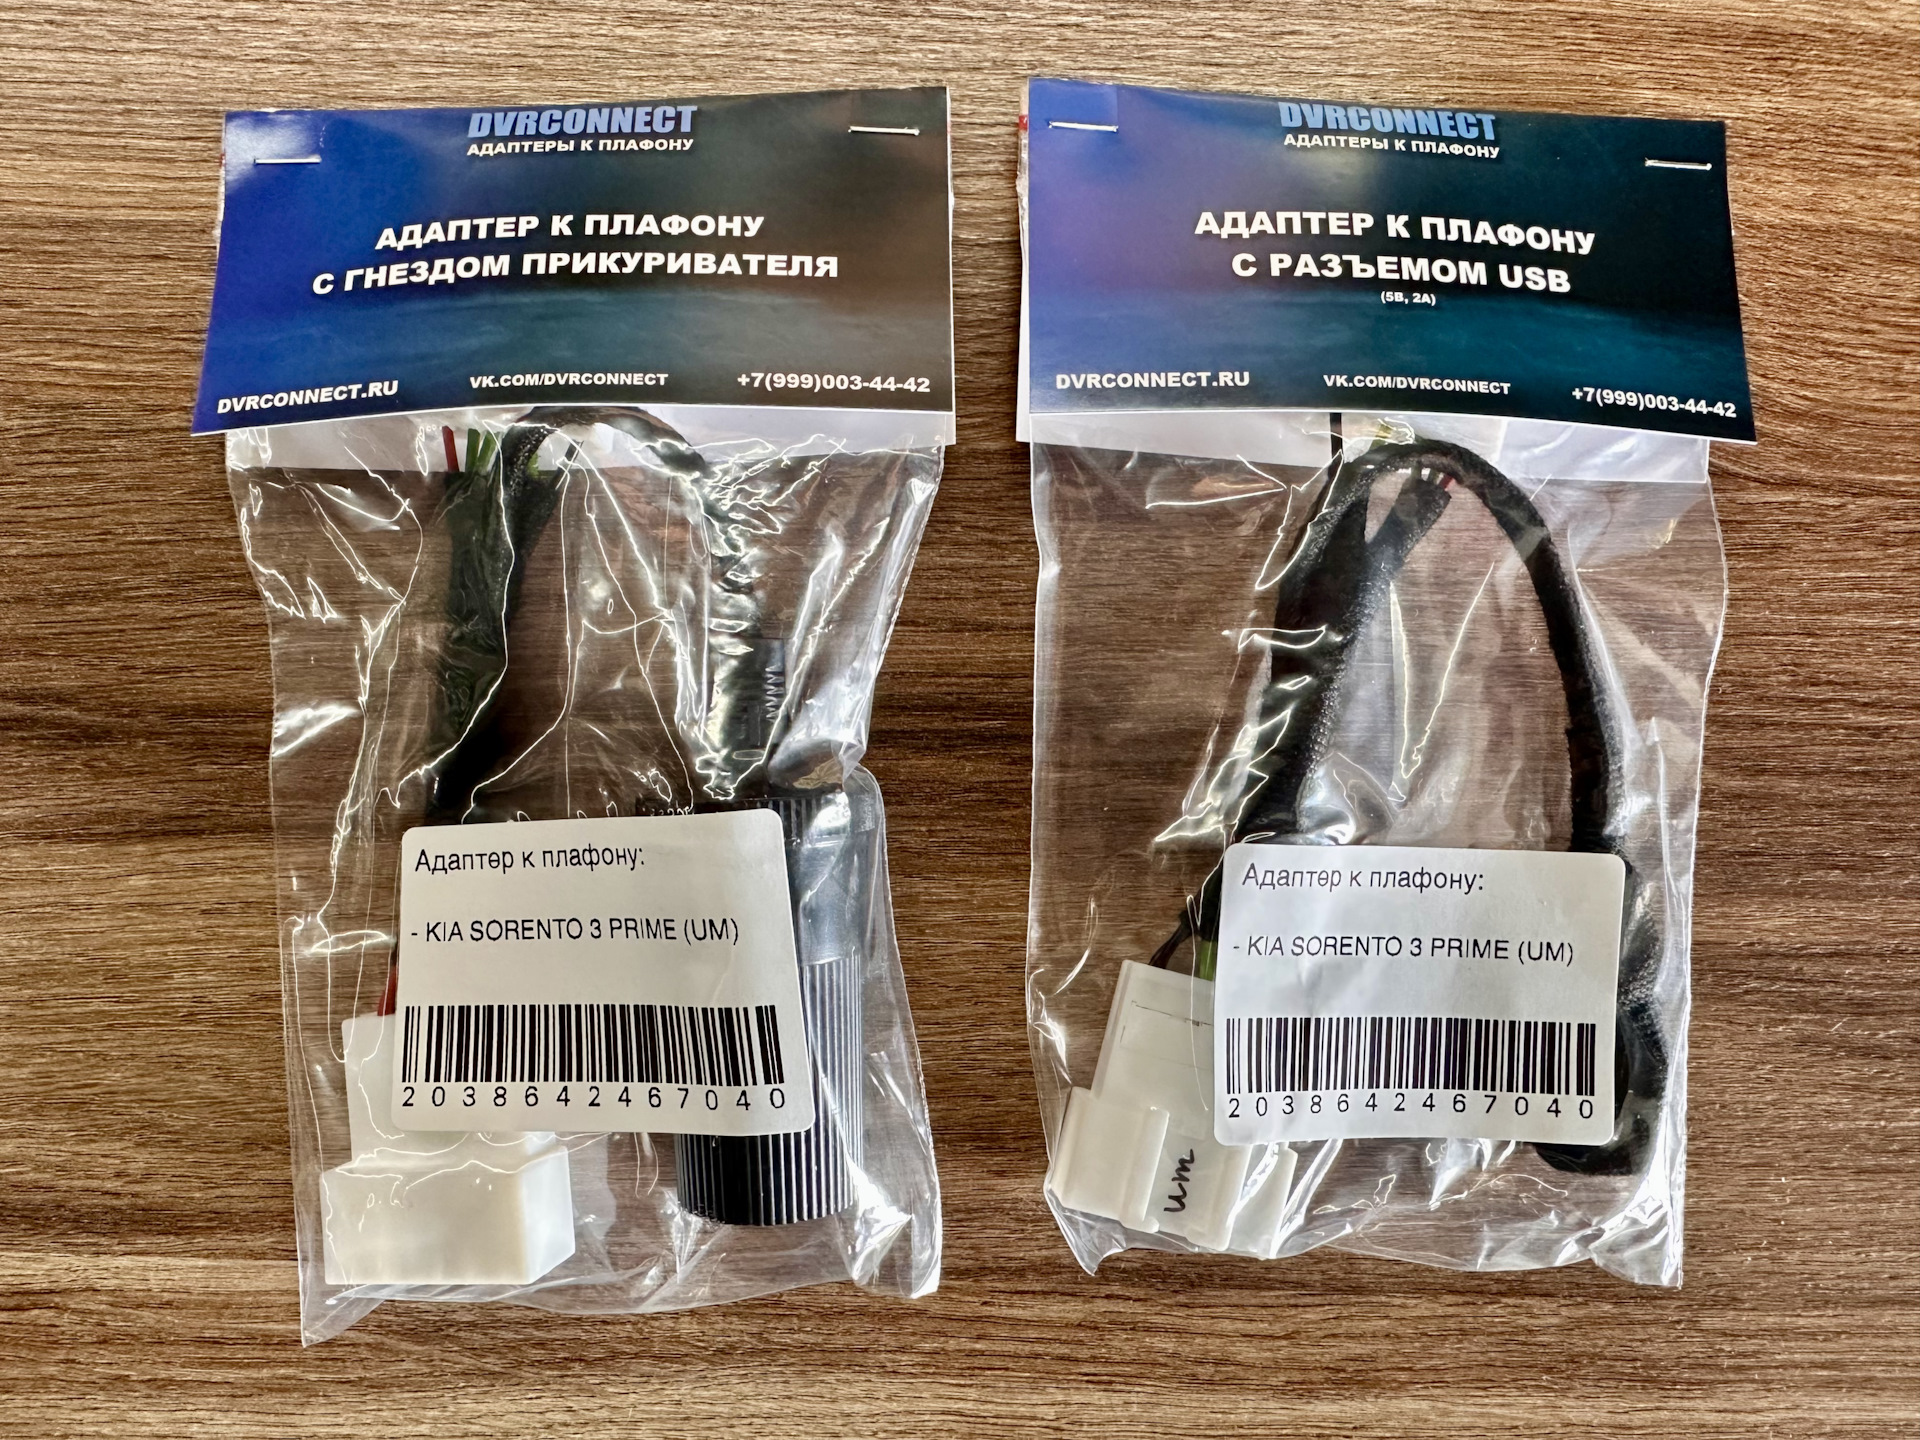 DVRCONNECT
АДАПТЕРЫ К ПЛАФОНУ
АДАПТЕР К ПЛАФОНУ
С ГНЕЗДОМ ПРИКУРИВАТЕЛЯ
DVRCONNECT.RU VK.COM/DVRCONNECT +7(999)003-44-42
Адаптер к плафону:
- KIA SORENTO 3 PRIME (UM)
2038642467040
DVRCONNECT
АДАПТЕРЫ К ПЛАФОНУ
АДАПТЕР К ПЛАФОНУ
С РАЗЪЕМОМ USB
(5В, 2А)
DVRCONNECT.RU VK.COM/DVRCONNECT +7(999)003-44-42
Адаптер к плафону:
- KIA SORENTO 3 PRIME (UM)
2038642467040
um